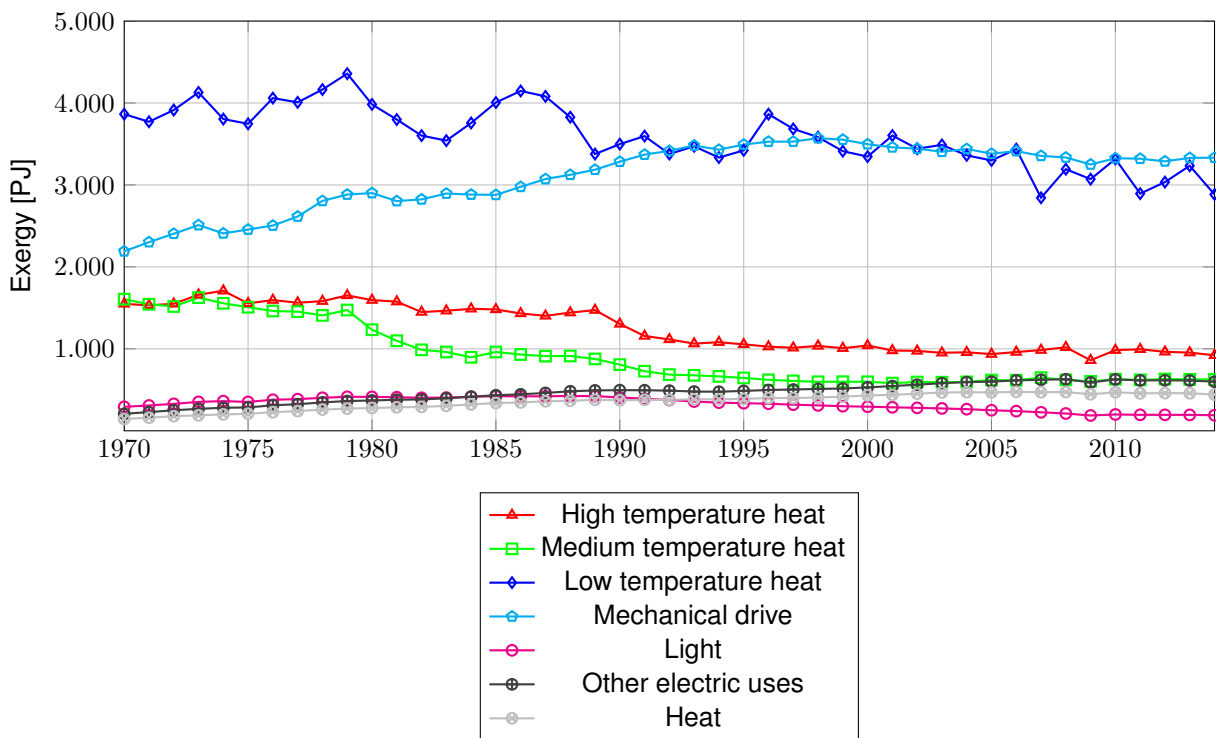 5.000
4.000
3.000
2.000
1.000
Exergy [PJ]
1970 1975 1980 1985 1990 1995 2000 2005 2010
High temperature heat
Medium temperature heat
Low temperature heat
Mechanical drive
Light
Other electric uses
Heat